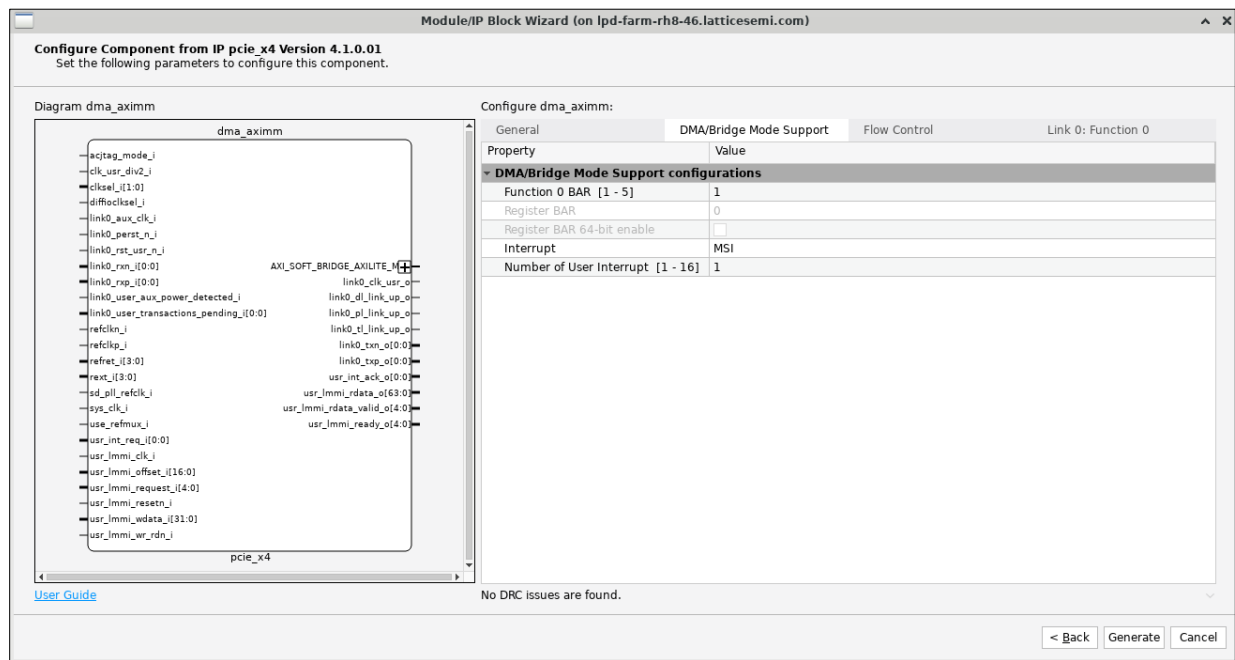 Module/IP Block Wizard (on lpd-farm-rh8-46.latticesemi.com)
Configure Component from IP pcie_x4 Version 4.1.0.01
Set the following parameters to configure this component.
Diagram dma_aximm
dma_aximm
acjtag_mode_i
clk_usr_div2_i
clksel_i[1:0]
diffioclksel_i
link0_aux_clk_i
link0_perst_n_i
link0_rst_usr_n_i
link0_rxn_i[0:0]
link0_rxp_i[0:0]
link0_user_aux_power_detected_i
link0_user_transactions_pending_i[0:0]
refclkn_i
refclkp_i
refret_i[3:0]
rext_i[3:0]
sd_pll_refclk_i
sys_clk_i
use_refmux_i
usr_int_req_i[0:0]
usr_lmmi_clk_i
usr_lmmi_offset_i[16:0]
usr_lmmi_request_i[4:0]
usr_lmmi_resetn_i
usr_lmmi_wdata_i[31:0]
usr_lmmi_wr_rdn_i
AXI_SOFT_BRIDGE_AXILITE_M
link0_clk_usr_o
link0_dl_link_up_o
link0_pl_link_up_o
link0_tl_link_up_o
link0_txn_o[0:0]
link0_txp_o[0:0]
usr_int_ack_o[0:0]
usr_lmmi_rdata_o[63:0]
usr_lmmi_rdata_valid_o[4:0]
usr_lmmi_ready_o[4:0]
pcie_x4
User Guide
Configure dma_aximm:
General DMA/Bridge Mode Support Flow Control Link 0: Function 0
Property Value
DMA/Bridge Mode Support configurations
Function 0 BAR [1 - 5] 1
Register BAR 0
Register BAR 64-bit enable
Interrupt MSI
Number of User Interrupt [1 - 16] 1
No DRC issues are found.
< Back Generate Cancel